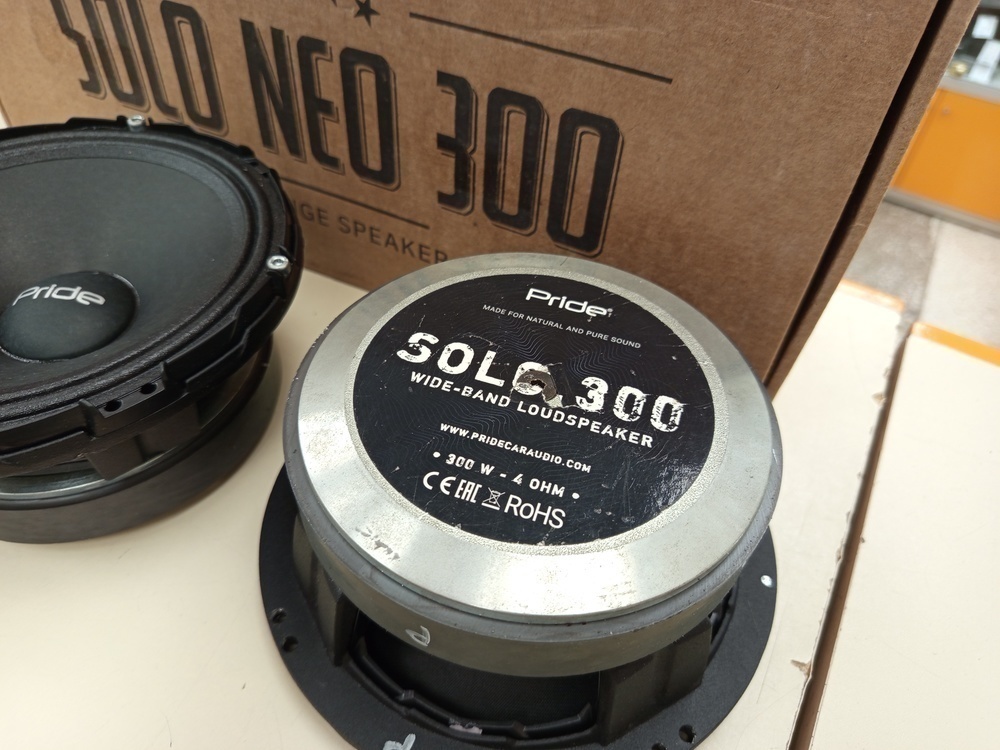 SOLO NEO 300
NGE SPEAKER
Pride
Pride
MADE FOR NATURAL AND PURE SOUND
SOLO 300
WIDE-BAND LOUDSPEAKER
WWW.PRIDECARAUDIO.COM
• 300 W - 4 OHM •
CE EAC RoHS
d
d